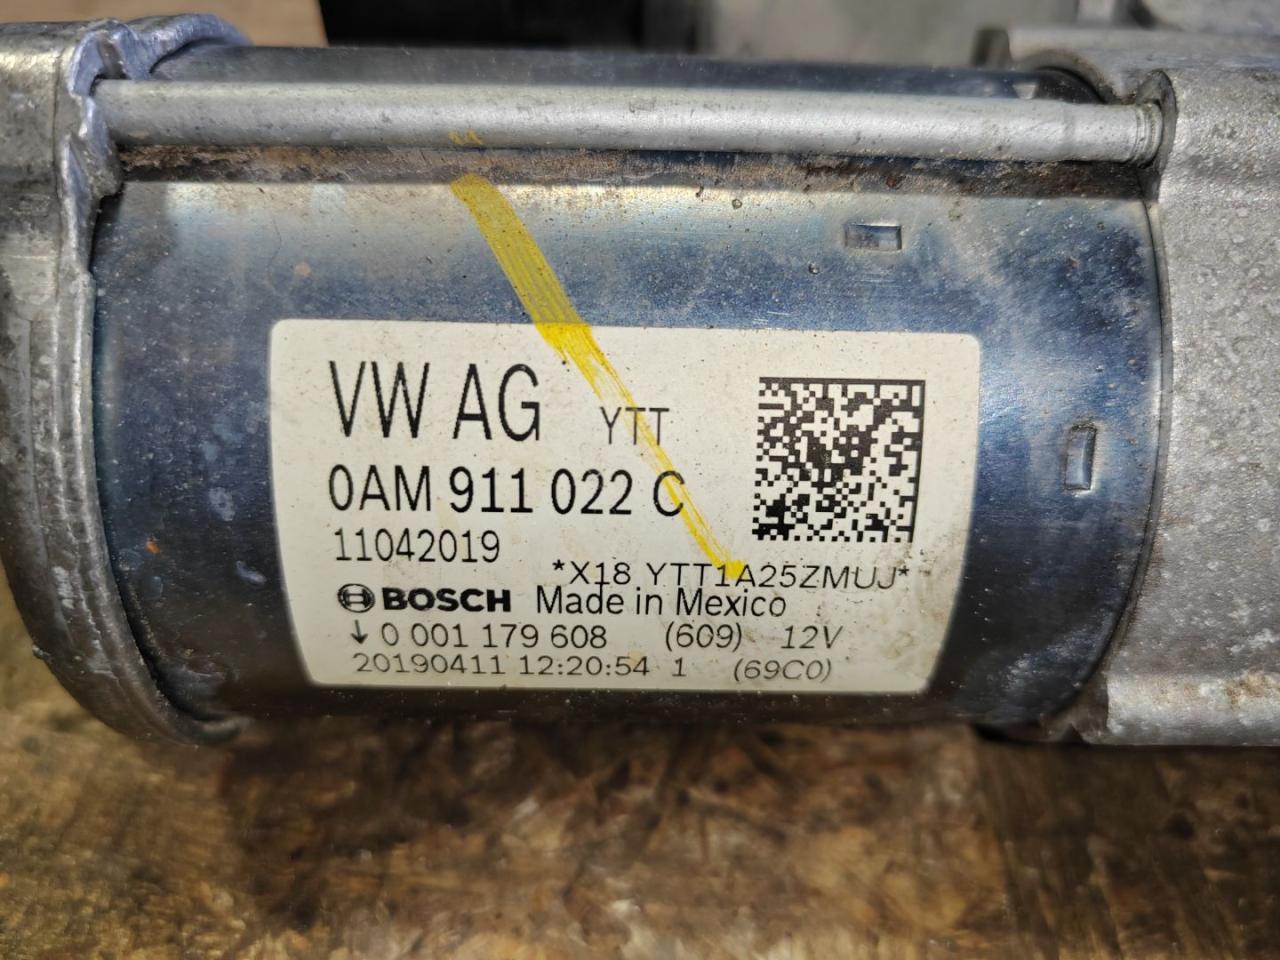 VW AG YTT
0AM 911 022 C
11042019
*X18 YTT1A25ZMUJ*
BOSCH Made in Mexico
↓ 0 001 179 608 (609) 12V
20190411 12:20:54 1 (69C0)